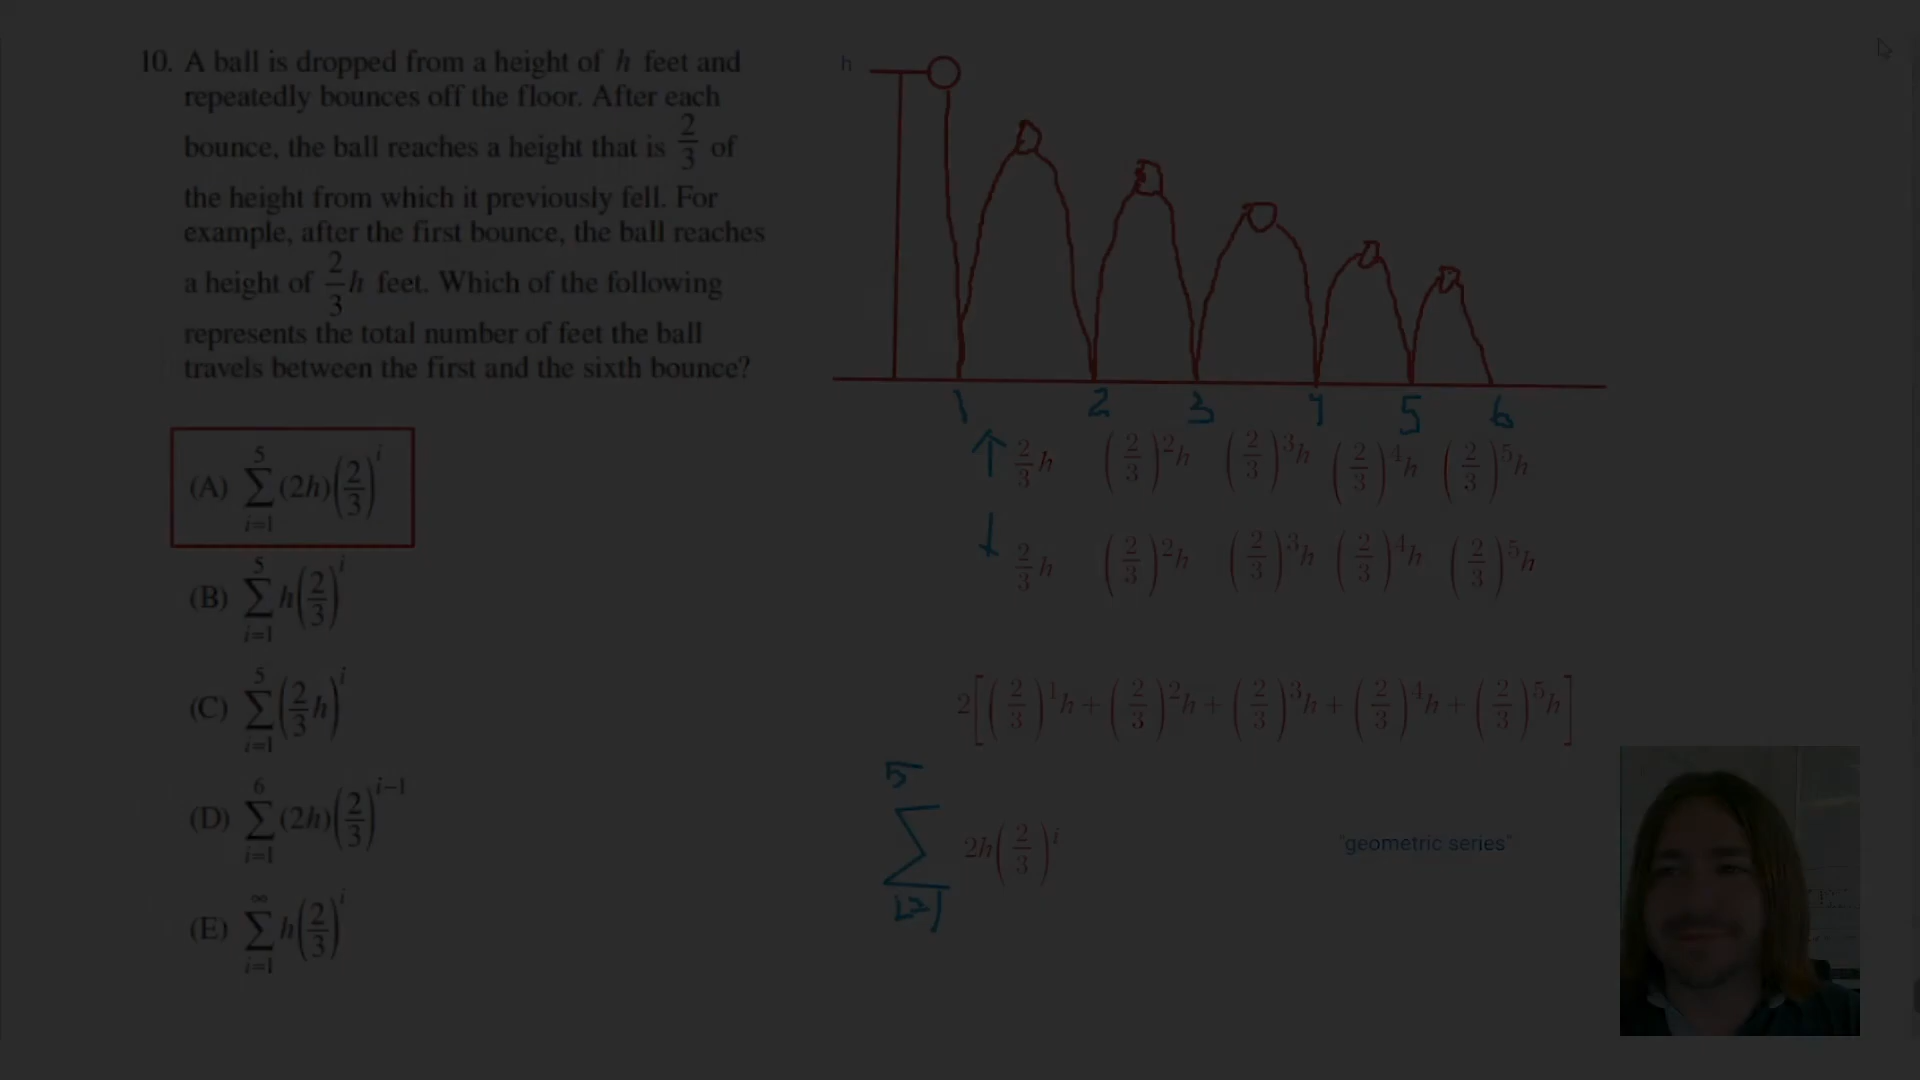 10. A ball is dropped from a height of h feet and
repeatedly bounces off the floor. After each
bounce, the ball reaches a height that is 2/3 of
the height from which it previously fell. For
example, after the first bounce, the ball reaches
a height of 2/3 h feet. Which of the following
represents the total number of feet the ball
travels between the first and the sixth bounce?
(A) ∑_{i=1}^{5} (2h)(2/3)^i
(B) ∑_{i=1}^{5} h(2/3)^i
(C) ∑_{i=1}^{5} (2/3 h)^i
(D) ∑_{i=1}^{6} (2h)(2/3)^{i−1}
(E) ∑_{i=1}^{∞} h(2/3)^i
h
1 2 3 4 5 6
↑ 2/3 h (2/3)^2 h (2/3)^3 h (2/3)^4 h (2/3)^5 h
↓ 2/3 h (2/3)^2 h (2/3)^3 h (2/3)^4 h (2/3)^5 h
2[(2/3)^1 h + (2/3)^2 h + (2/3)^3 h + (2/3)^4 h + (2/3)^5 h]
∑_{i=1}^{5} 2h(2/3)^i
"geometric series"